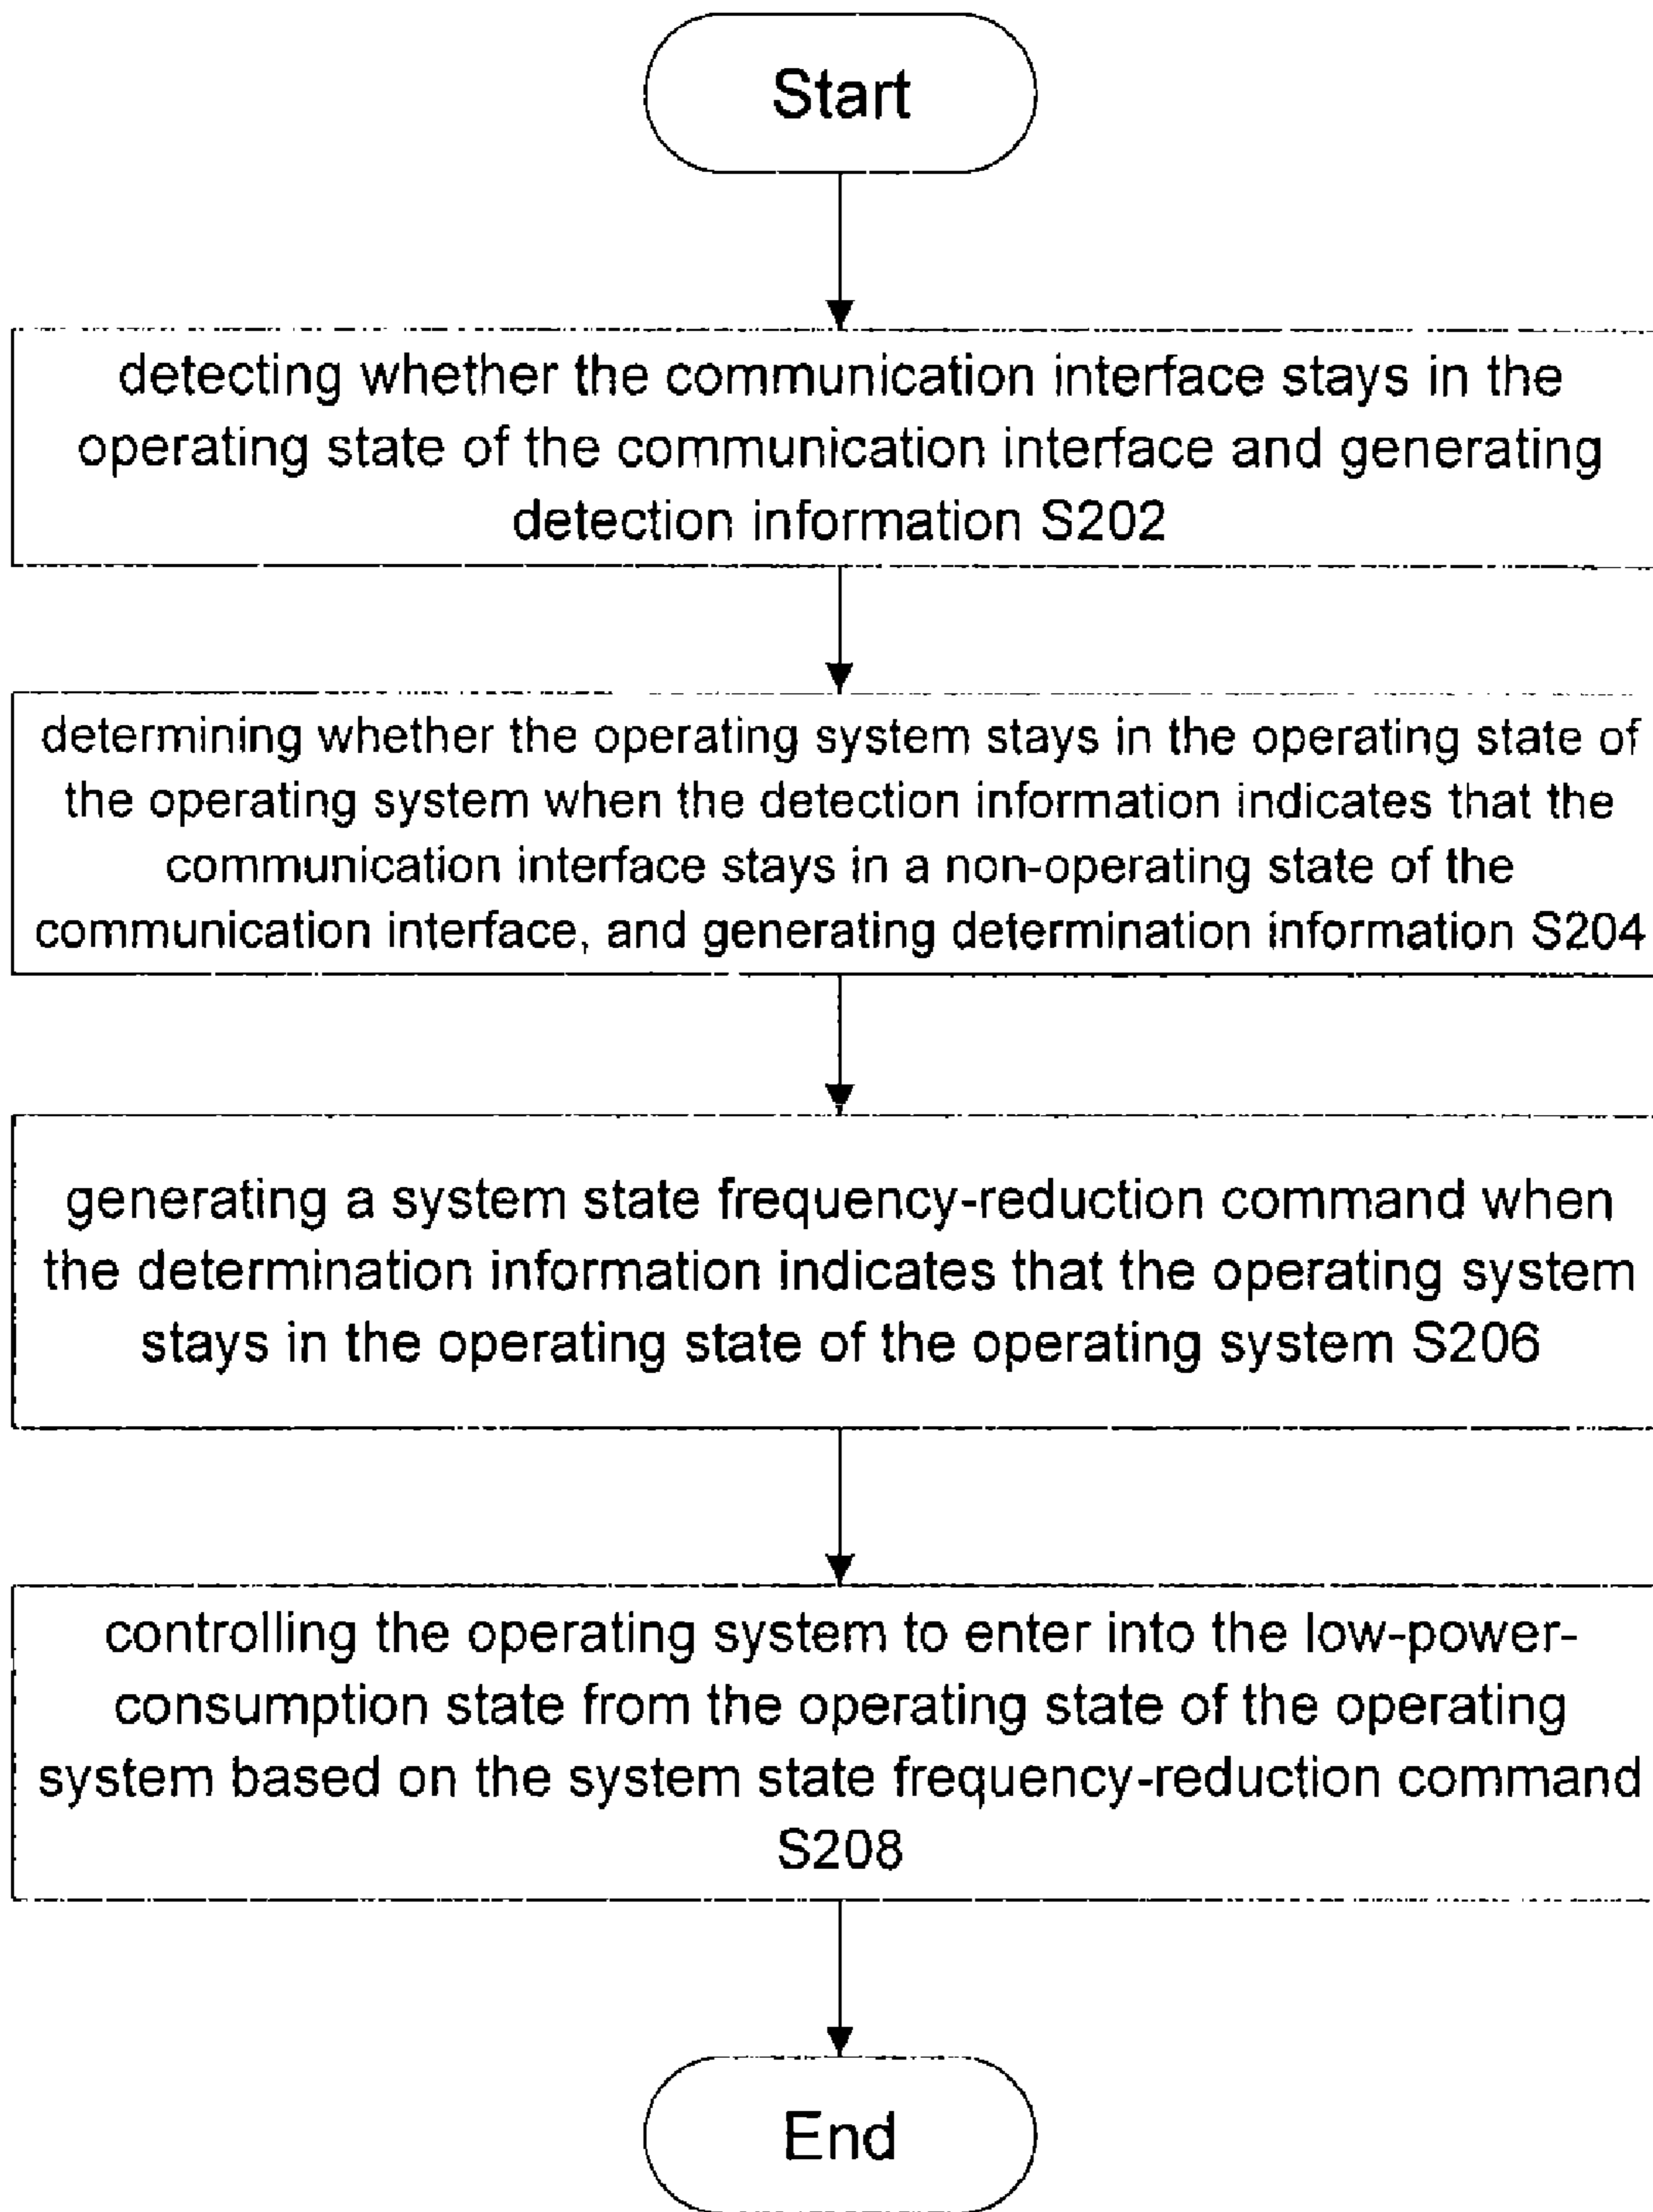 Start
detecting whether the communication interface stays in the
operating state of the communication interface and generating
detection information S202
determining whether the operating system stays in the operating state of
the operating system when the detection information indicates that the
communication interface stays in a non-operating state of the
communication interface, and generating determination information S204
generating a system state frequency-reduction command when
the determination information indicates that the operating system
stays in the operating state of the operating system S206
controlling the operating system to enter into the low-power-
consumption state from the operating state of the operating
system based on the system state frequency-reduction command
S208
End